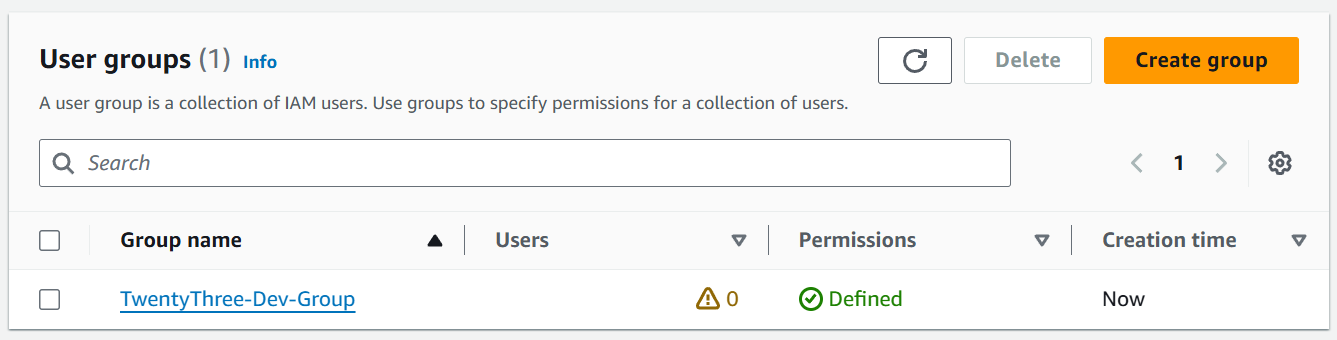 User groups (1) Info
Delete
Create group
A user group is a collection of IAM users. Use groups to specify permissions for a collection of users.
Search
1
Group name Users Permissions Creation time
TwentyThree-Dev-Group 0 Defined Now